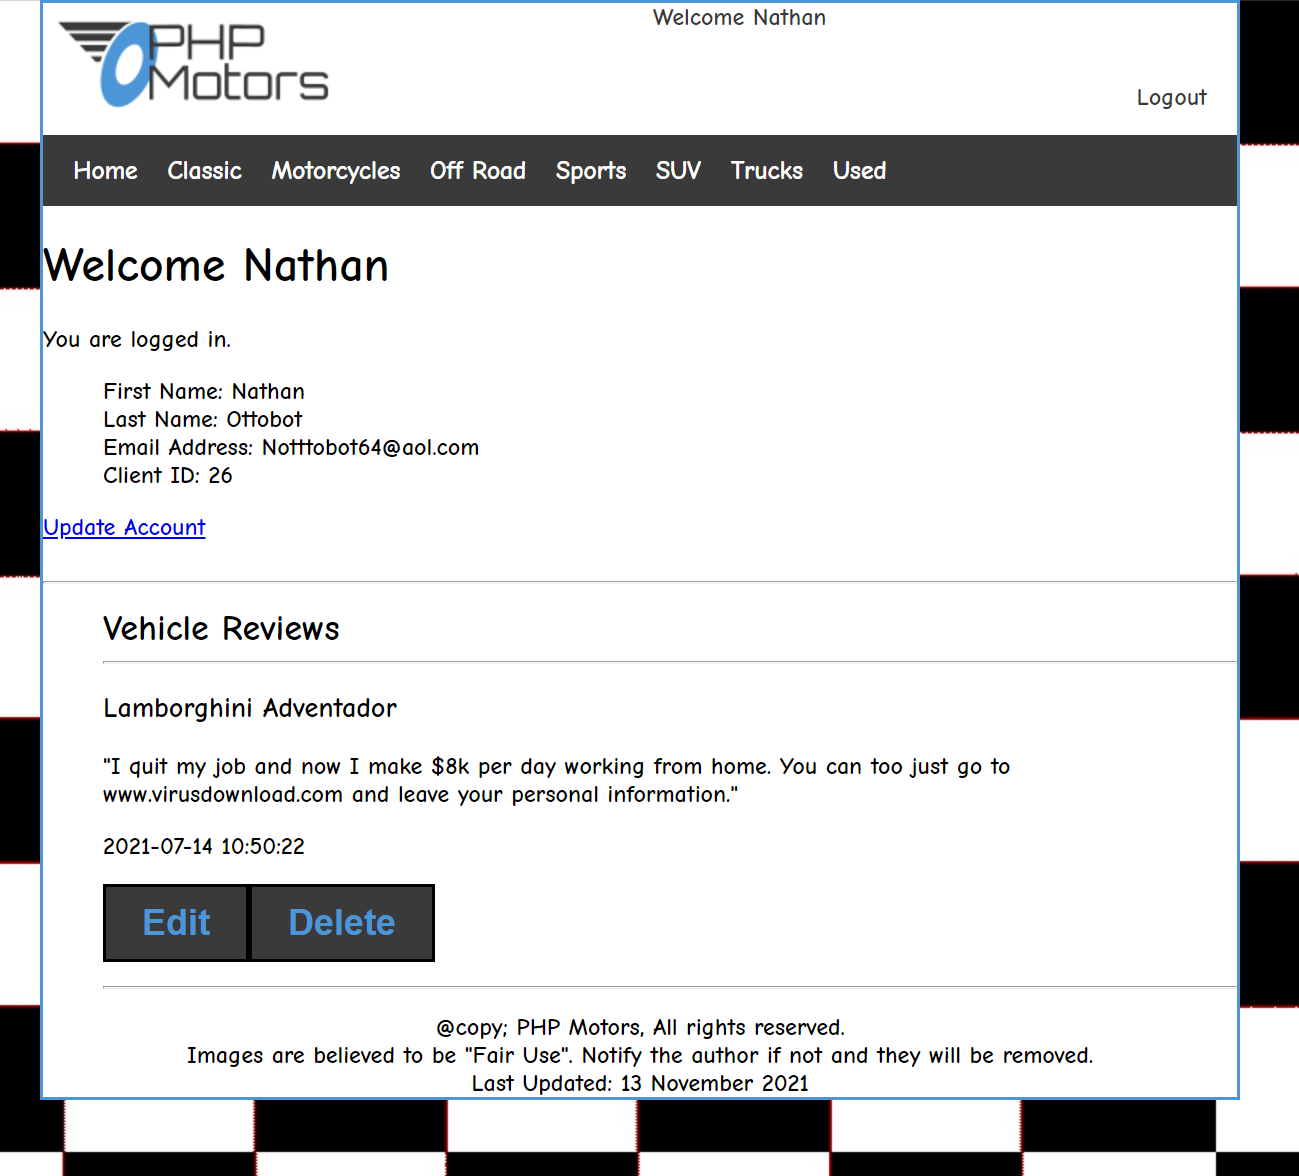 Welcome Nathan
PHP
Motors
Logout
Home Classic Motorcycles Off Road Sports SUV Trucks Used
Welcome Nathan
You are logged in.
First Name: Nathan
Last Name: Ottobot
Email Address: Notttobot64@aol.com
Client ID: 26
Update Account
Vehicle Reviews
Lamborghini Adventador
"I quit my job and now I make $8k per day working from home. You can too just go to
www.virusdownload.com and leave your personal information."
2021-07-14 10:50:22
Edit Delete
@copy; PHP Motors, All rights reserved.
Images are believed to be "Fair Use". Notify the author if not and they will be removed.
Last Updated: 13 November 2021